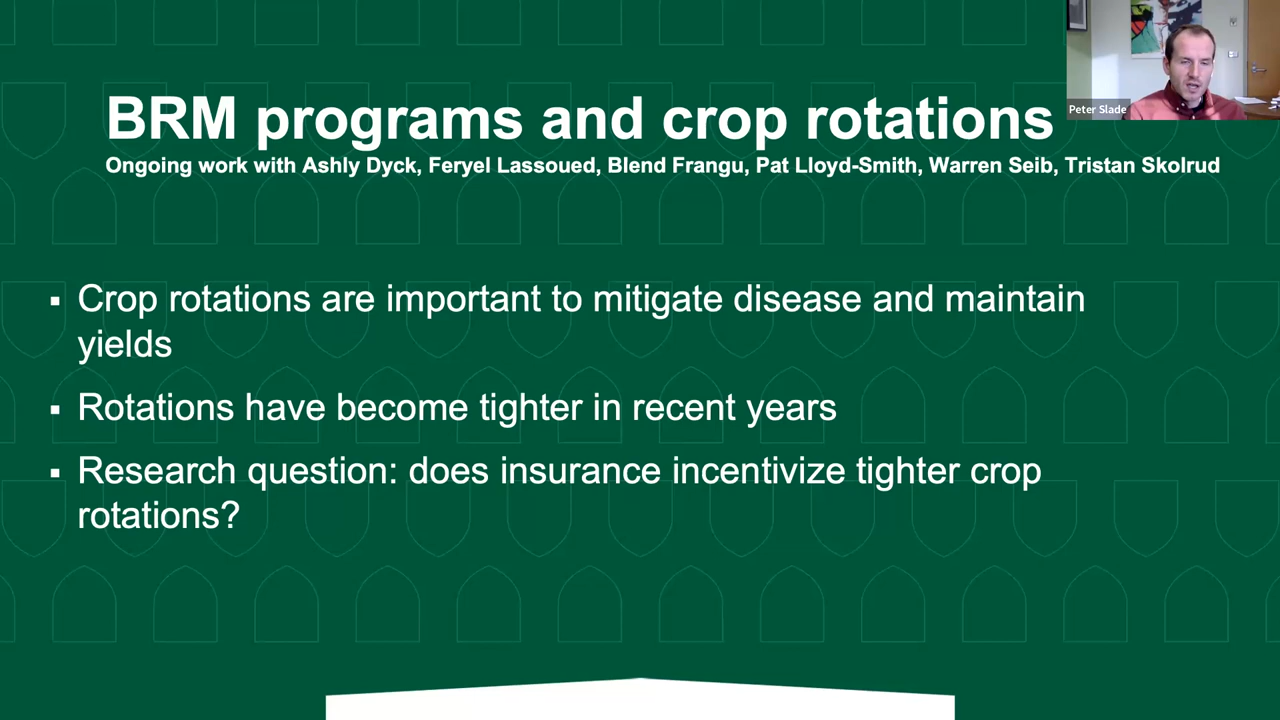 BRM programs and crop rotations
Ongoing work with Ashly Dyck, Feryel Lassoued, Blend Frangu, Pat Lloyd-Smith, Warren Seib, Tristan Skolrud
Peter Slade
▪ Crop rotations are important to mitigate disease and maintain
yields
▪ Rotations have become tighter in recent years
▪ Research question: does insurance incentivize tighter crop
rotations?